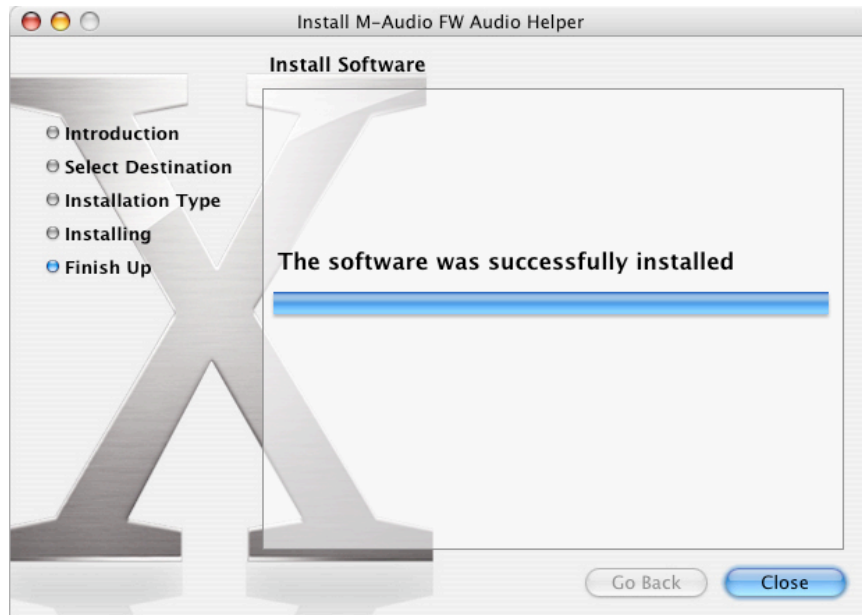 Install M-Audio FW Audio Helper
Install Software
Introduction
Select Destination
Installation Type
Installing
Finish Up
The software was successfully installed
Go Back
Close